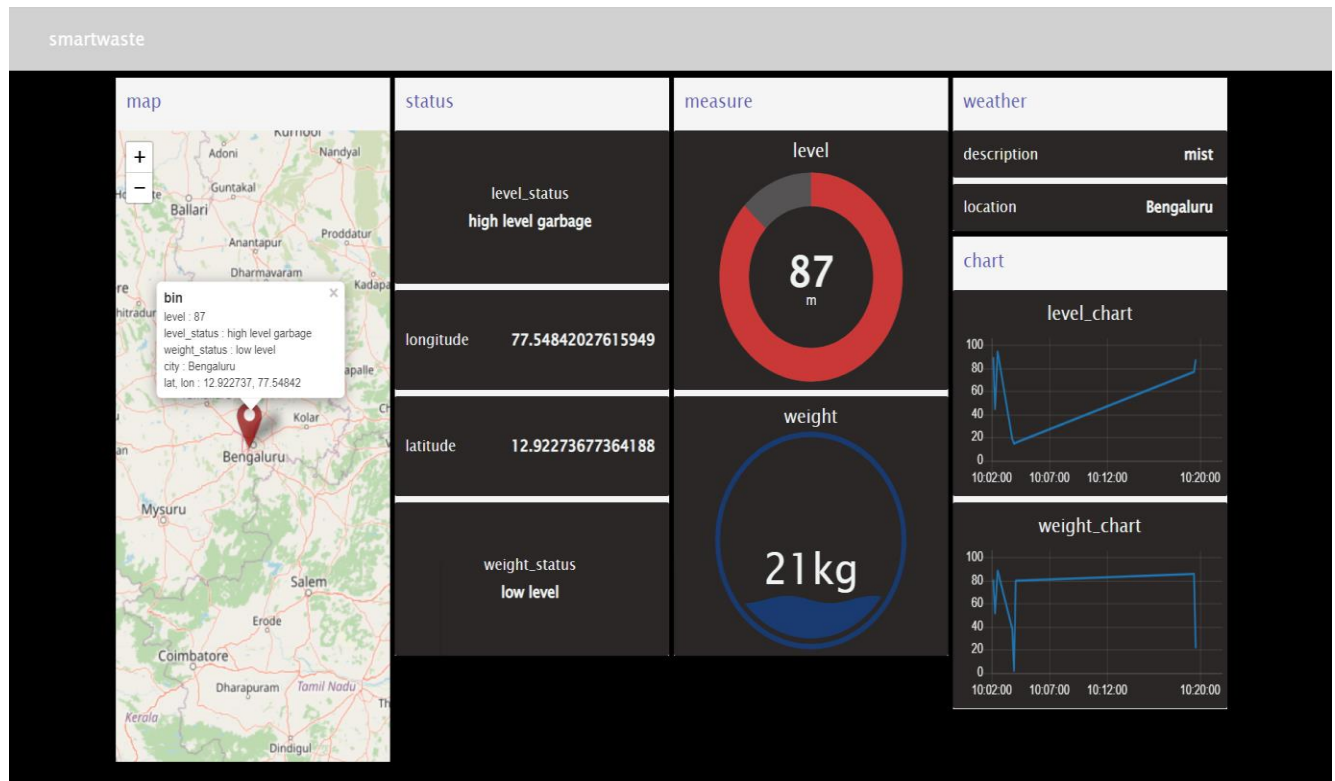 smartwaste
map
+
−
Adoni
Nandyal
Guntakal
Ballari
Anantapur
Proddatur
Dharmavaram
Kadapa
bin
×
level : 87
level_status : high level garbage
weight_status : low level
city : Bengaluru
lat, lon : 12.922737, 77.54842
Kolar
Bengaluru
Mysuru
Salem
Erode
Coimbatore
Dharapuram
Tamil Nadu
Kerala
Dindigul
status
level_status
high level garbage
longitude 77.54842027615949
latitude 12.92273677364188
weight_status
low level
measure
level
87
m
weight
21kg
weather
description mist
location Bengaluru
chart
level_chart
100
80
60
40
20
0
10:02:00 10:07:00 10:12:00 10:20:00
weight_chart
100
80
60
40
20
0
10:02:00 10:07:00 10:12:00 10:20:00